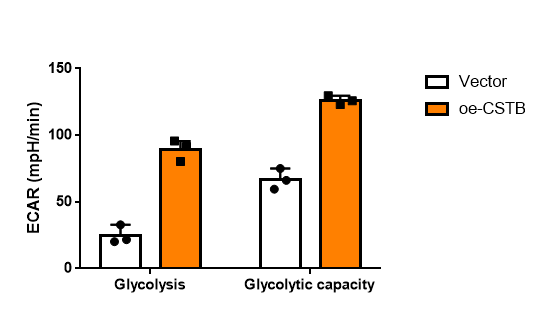 150
100
50
0
ECAR (mpH/min)
Glycolysis
Glycolytic capacity
Vector
oe-CSTB